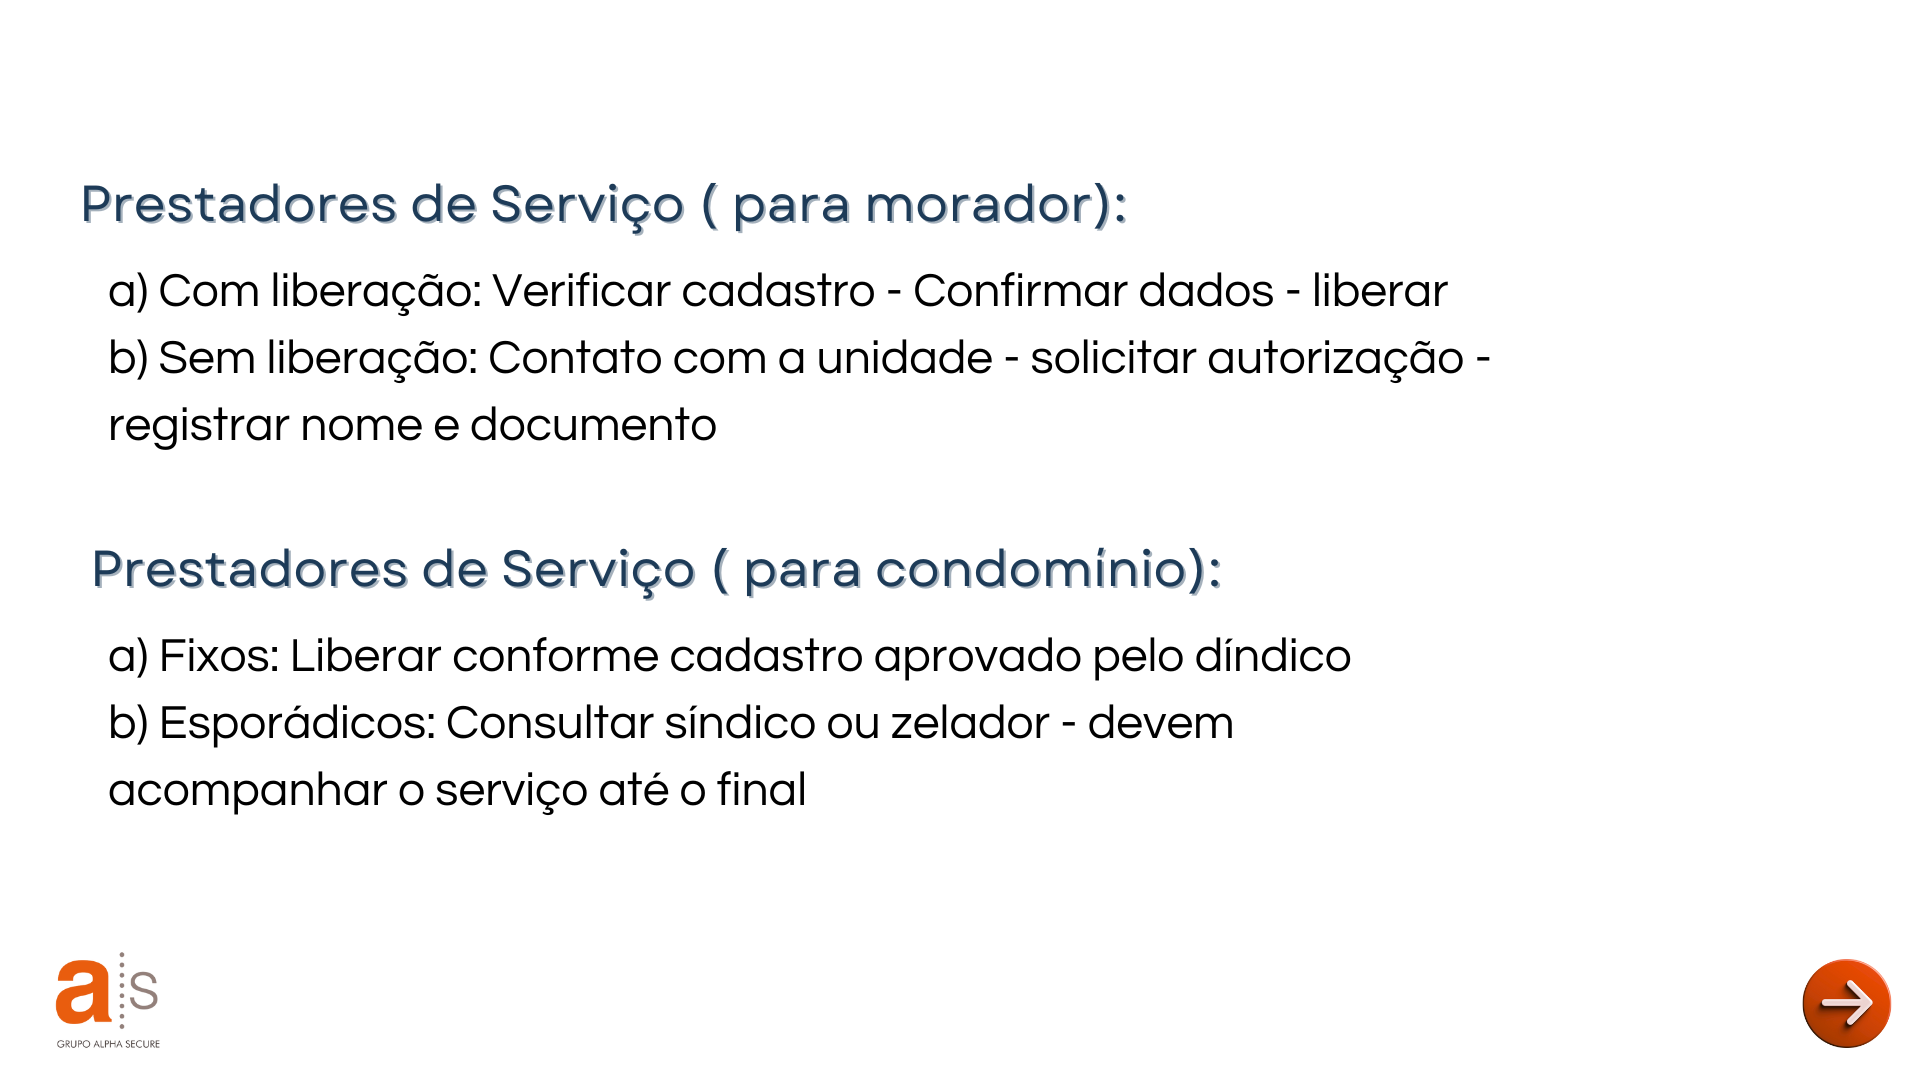 Prestadores de Serviço ( para morador):
a) Com liberação: Verificar cadastro - Confirmar dados - liberar
b) Sem liberação: Contato com a unidade - solicitar autorização -
registrar nome e documento
Prestadores de Serviço ( para condomínio):
a) Fixos: Liberar conforme cadastro aprovado pelo díndico
b) Esporádicos: Consultar síndico ou zelador - devem
acompanhar o serviço até o final
a s
GRUPO ALPHA SECURE